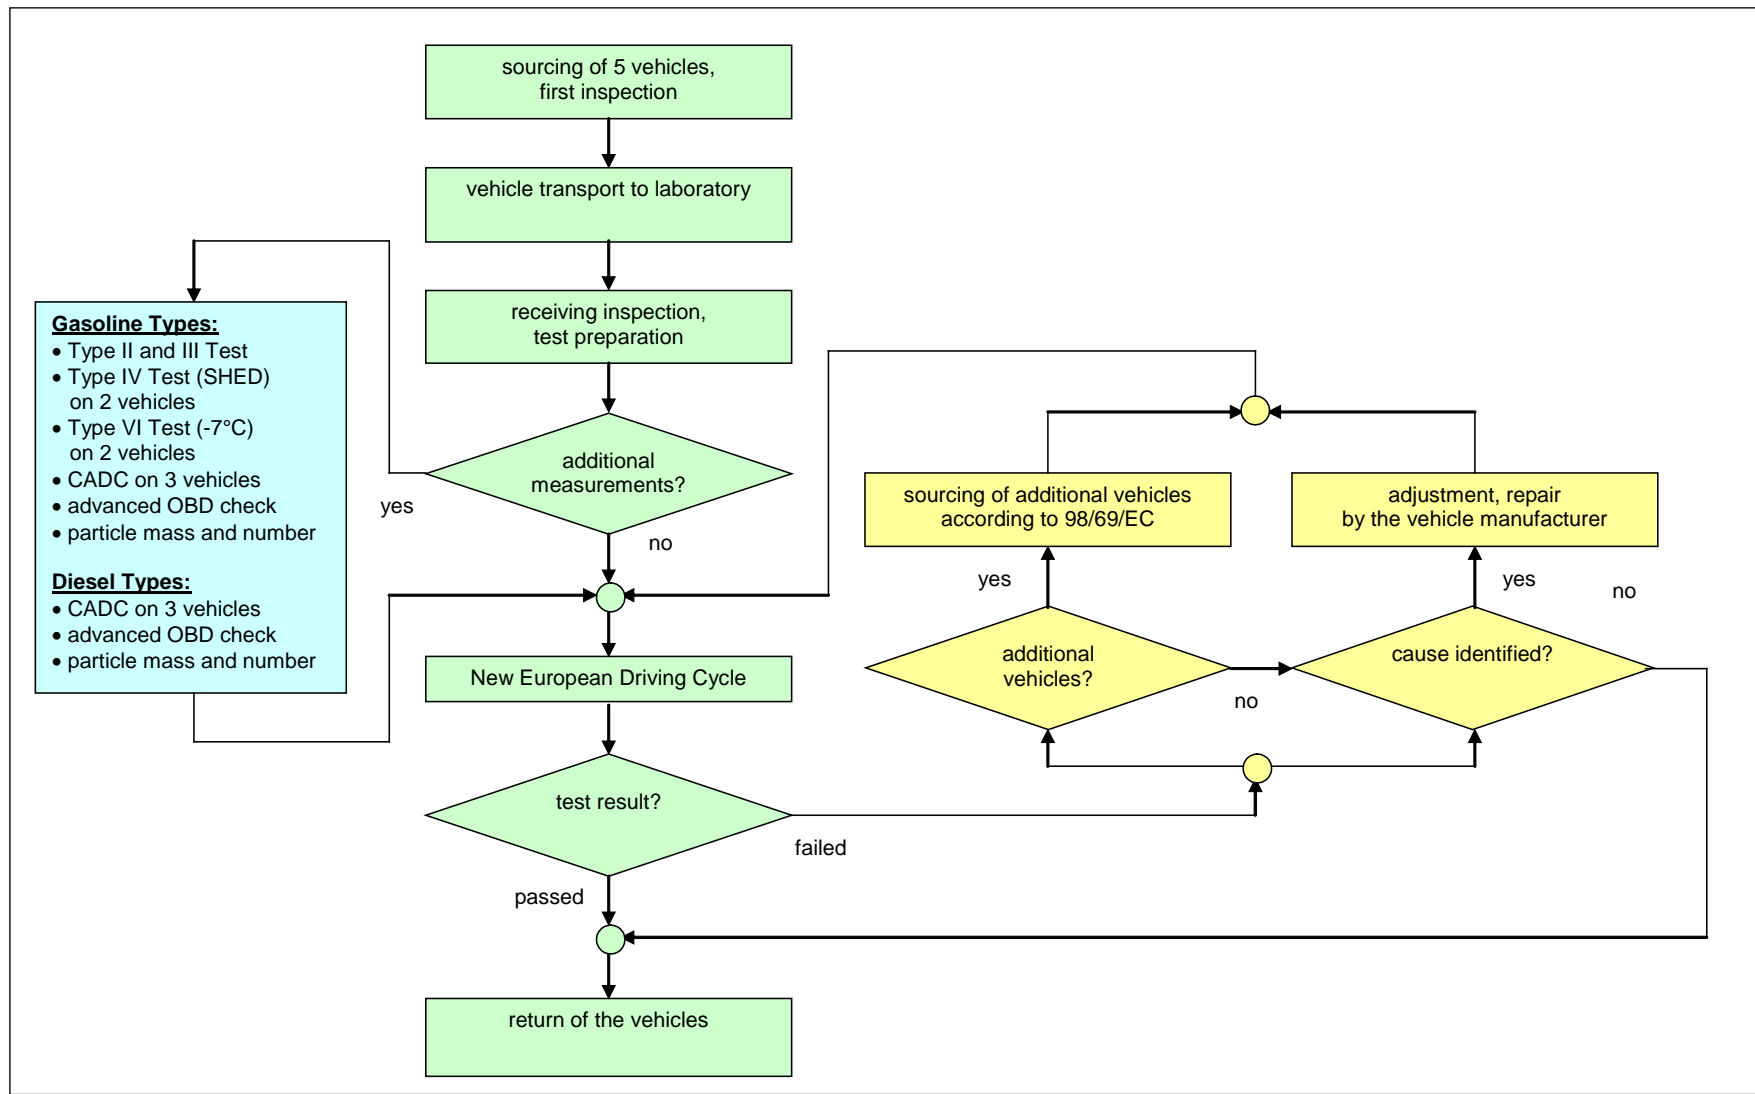 sourcing of 5 vehicles,
first inspection
vehicle transport to laboratory
receiving inspection,
test preparation
additional
measurements?
yes
no
Gasoline Types:
• Type II and III Test
• Type IV Test (SHED)
on 2 vehicles
• Type VI Test (-7°C)
on 2 vehicles
• CADC on 3 vehicles
• advanced OBD check
• particle mass and number
Diesel Types:
• CADC on 3 vehicles
• advanced OBD check
• particle mass and number
New European Driving Cycle
test result?
failed
passed
return of the vehicles
sourcing of additional vehicles
according to 98/69/EC
adjustment, repair
by the vehicle manufacturer
yes
yes
no
additional
vehicles?
no
cause identified?